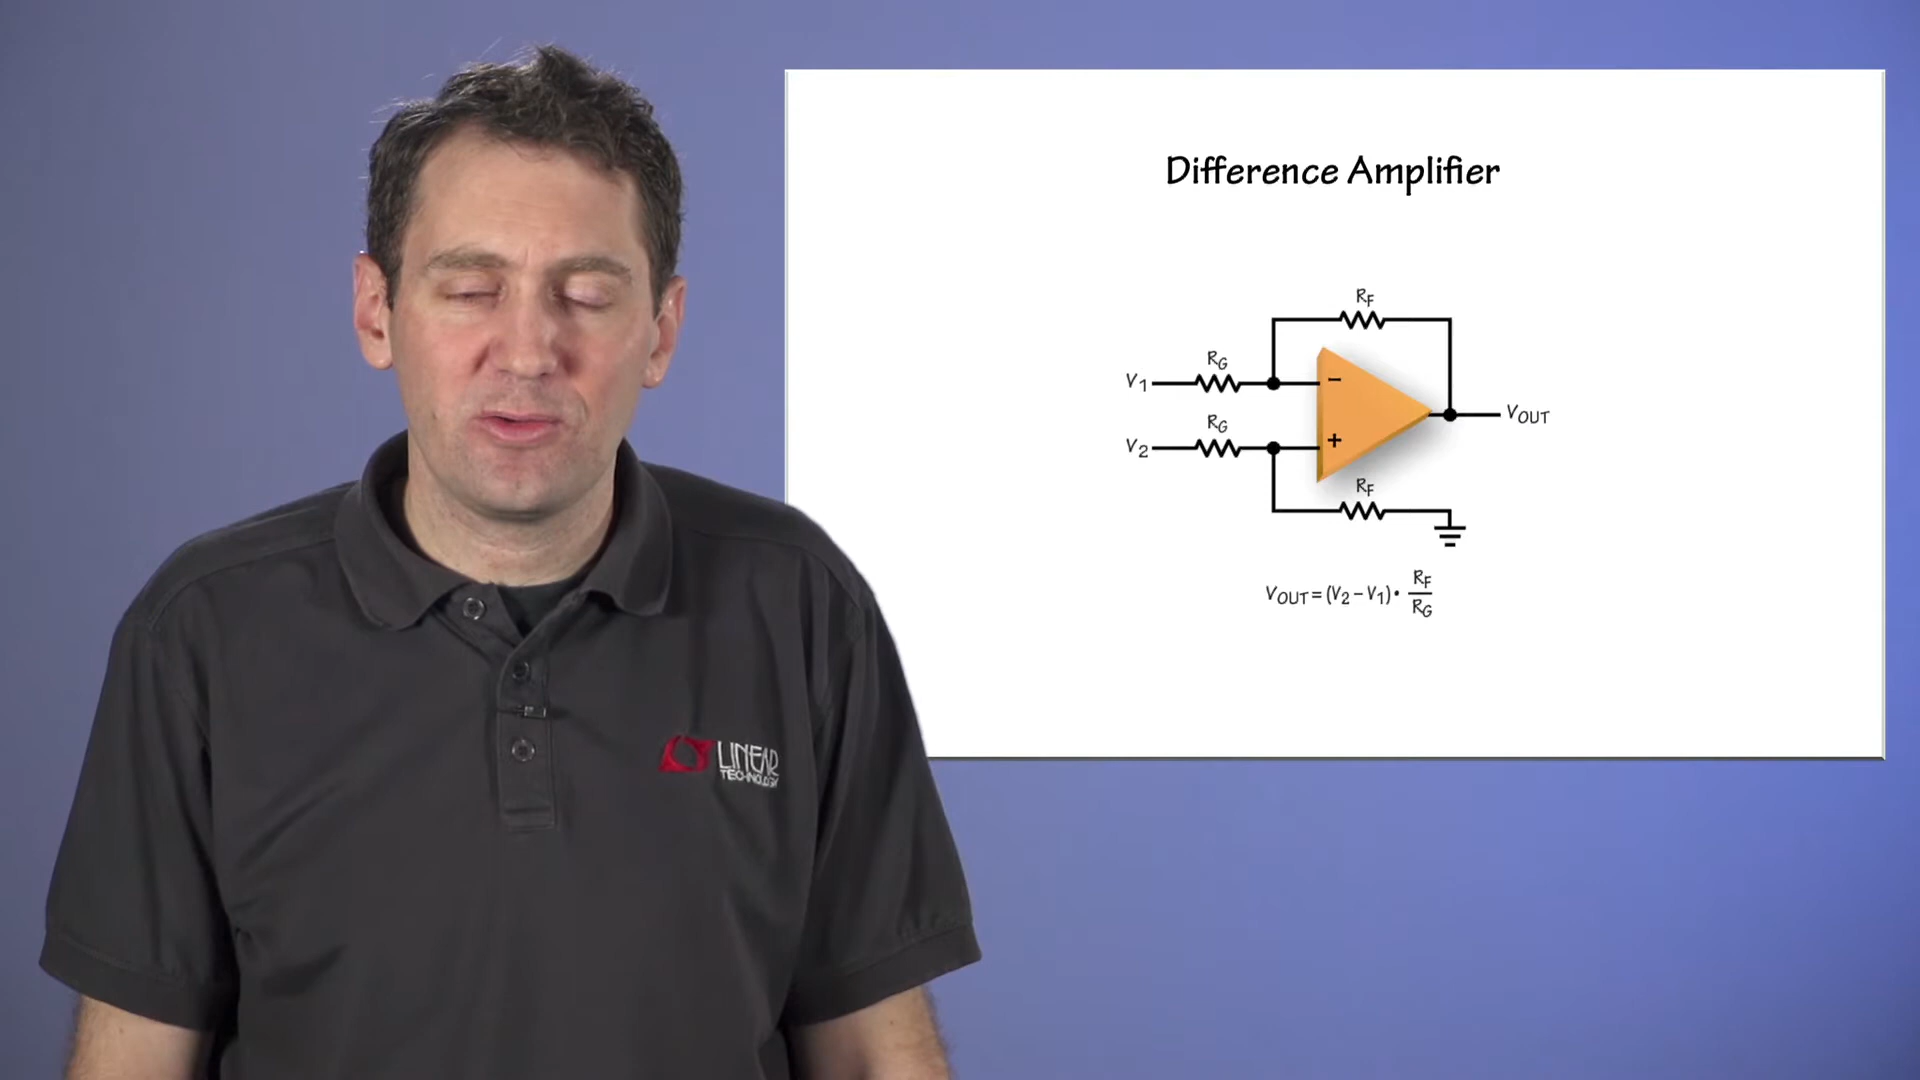 Difference Amplifier
RF
RG
V1
−
VOUT
RG
V2
+
RF
VOUT = (V2 − V1) • RF
RG
LINEAR
TECHNOLOGY